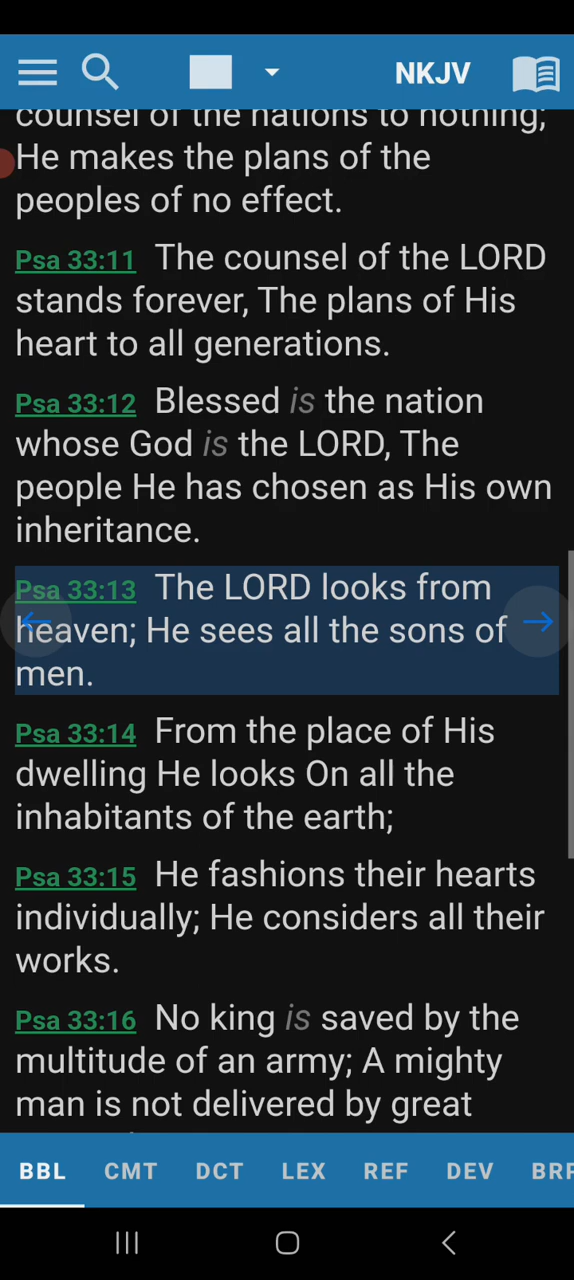 NKJV
counsel of the nations to nothing;
He makes the plans of the
peoples of no effect.
Psa 33:11 The counsel of the LORD
stands forever, The plans of His
heart to all generations.
Psa 33:12 Blessed is the nation
whose God is the LORD, The
people He has chosen as His own
inheritance.
Psa 33:13 The LORD looks from
heaven; He sees all the sons of
men.
Psa 33:14 From the place of His
dwelling He looks On all the
inhabitants of the earth;
Psa 33:15 He fashions their hearts
individually; He considers all their
works.
Psa 33:16 No king is saved by the
multitude of an army; A mighty
man is not delivered by great
BBL CMT DCT LEX REF DEV BRP